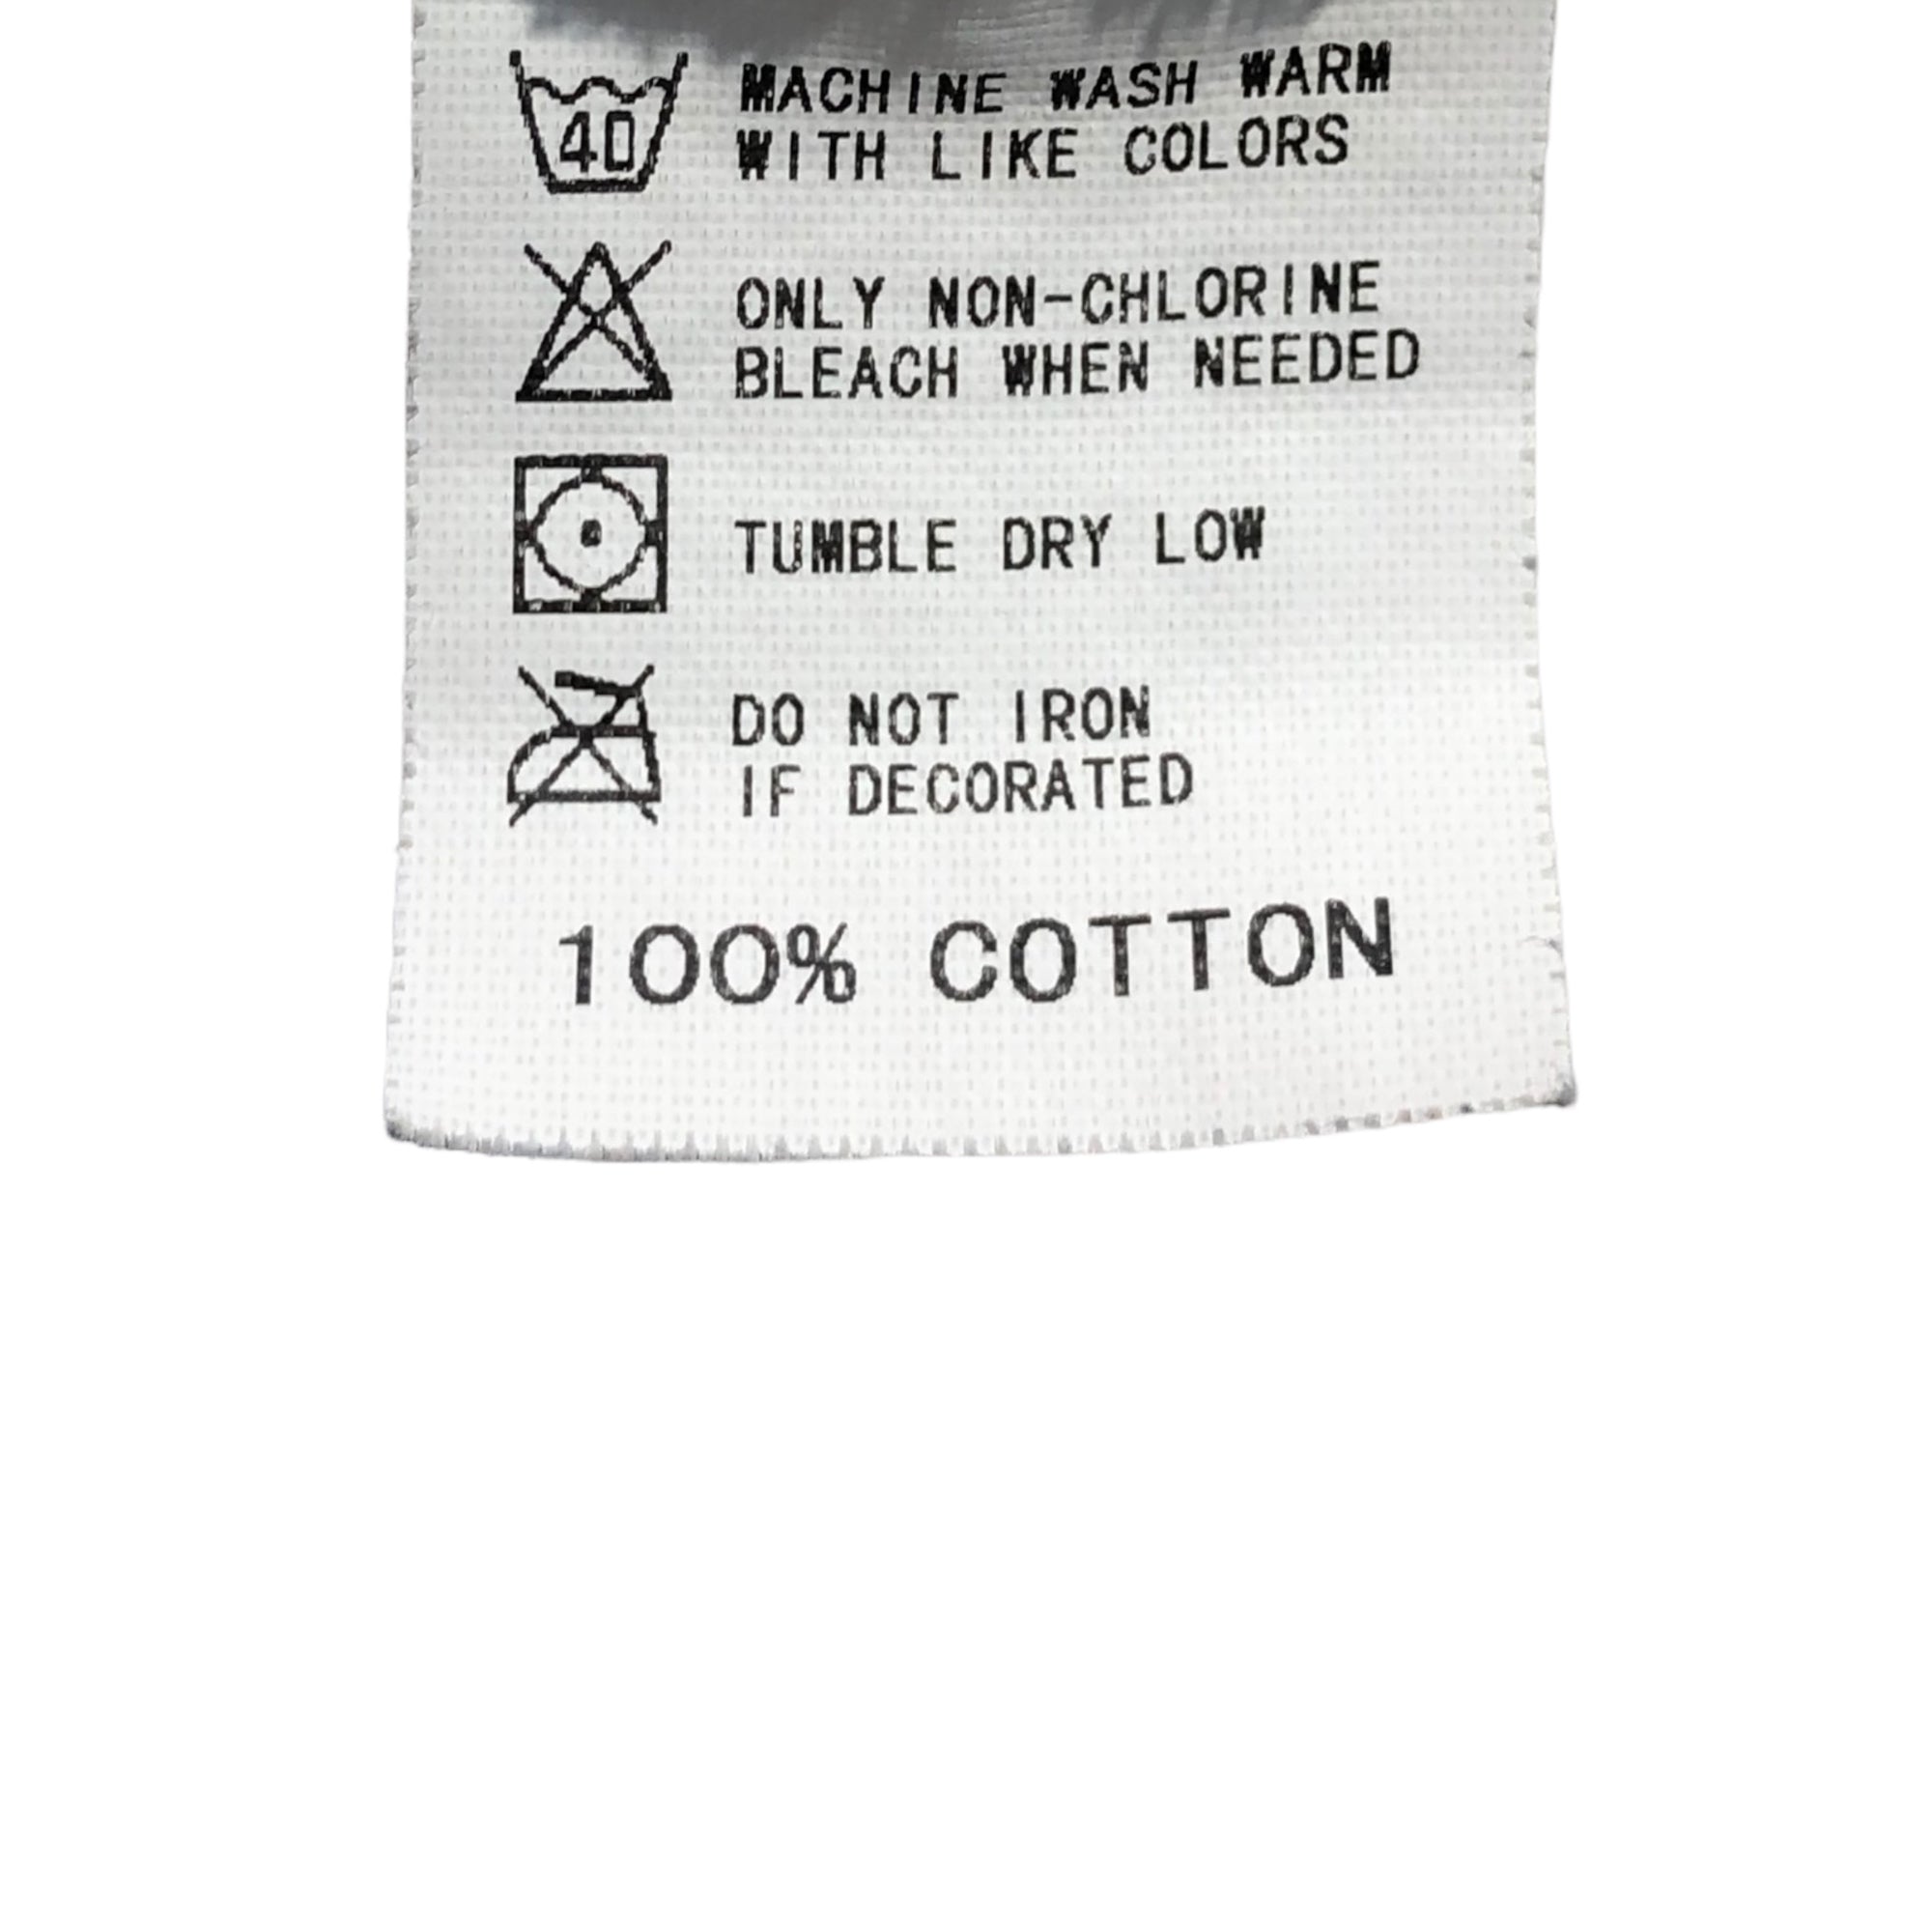 40 MACHINE WASH WARM
WITH LIKE COLORS
ONLY NON-CHLORINE
BLEACH WHEN NEEDED
TUMBLE DRY LOW
DO NOT IRON
IF DECORATED
100% COTTON